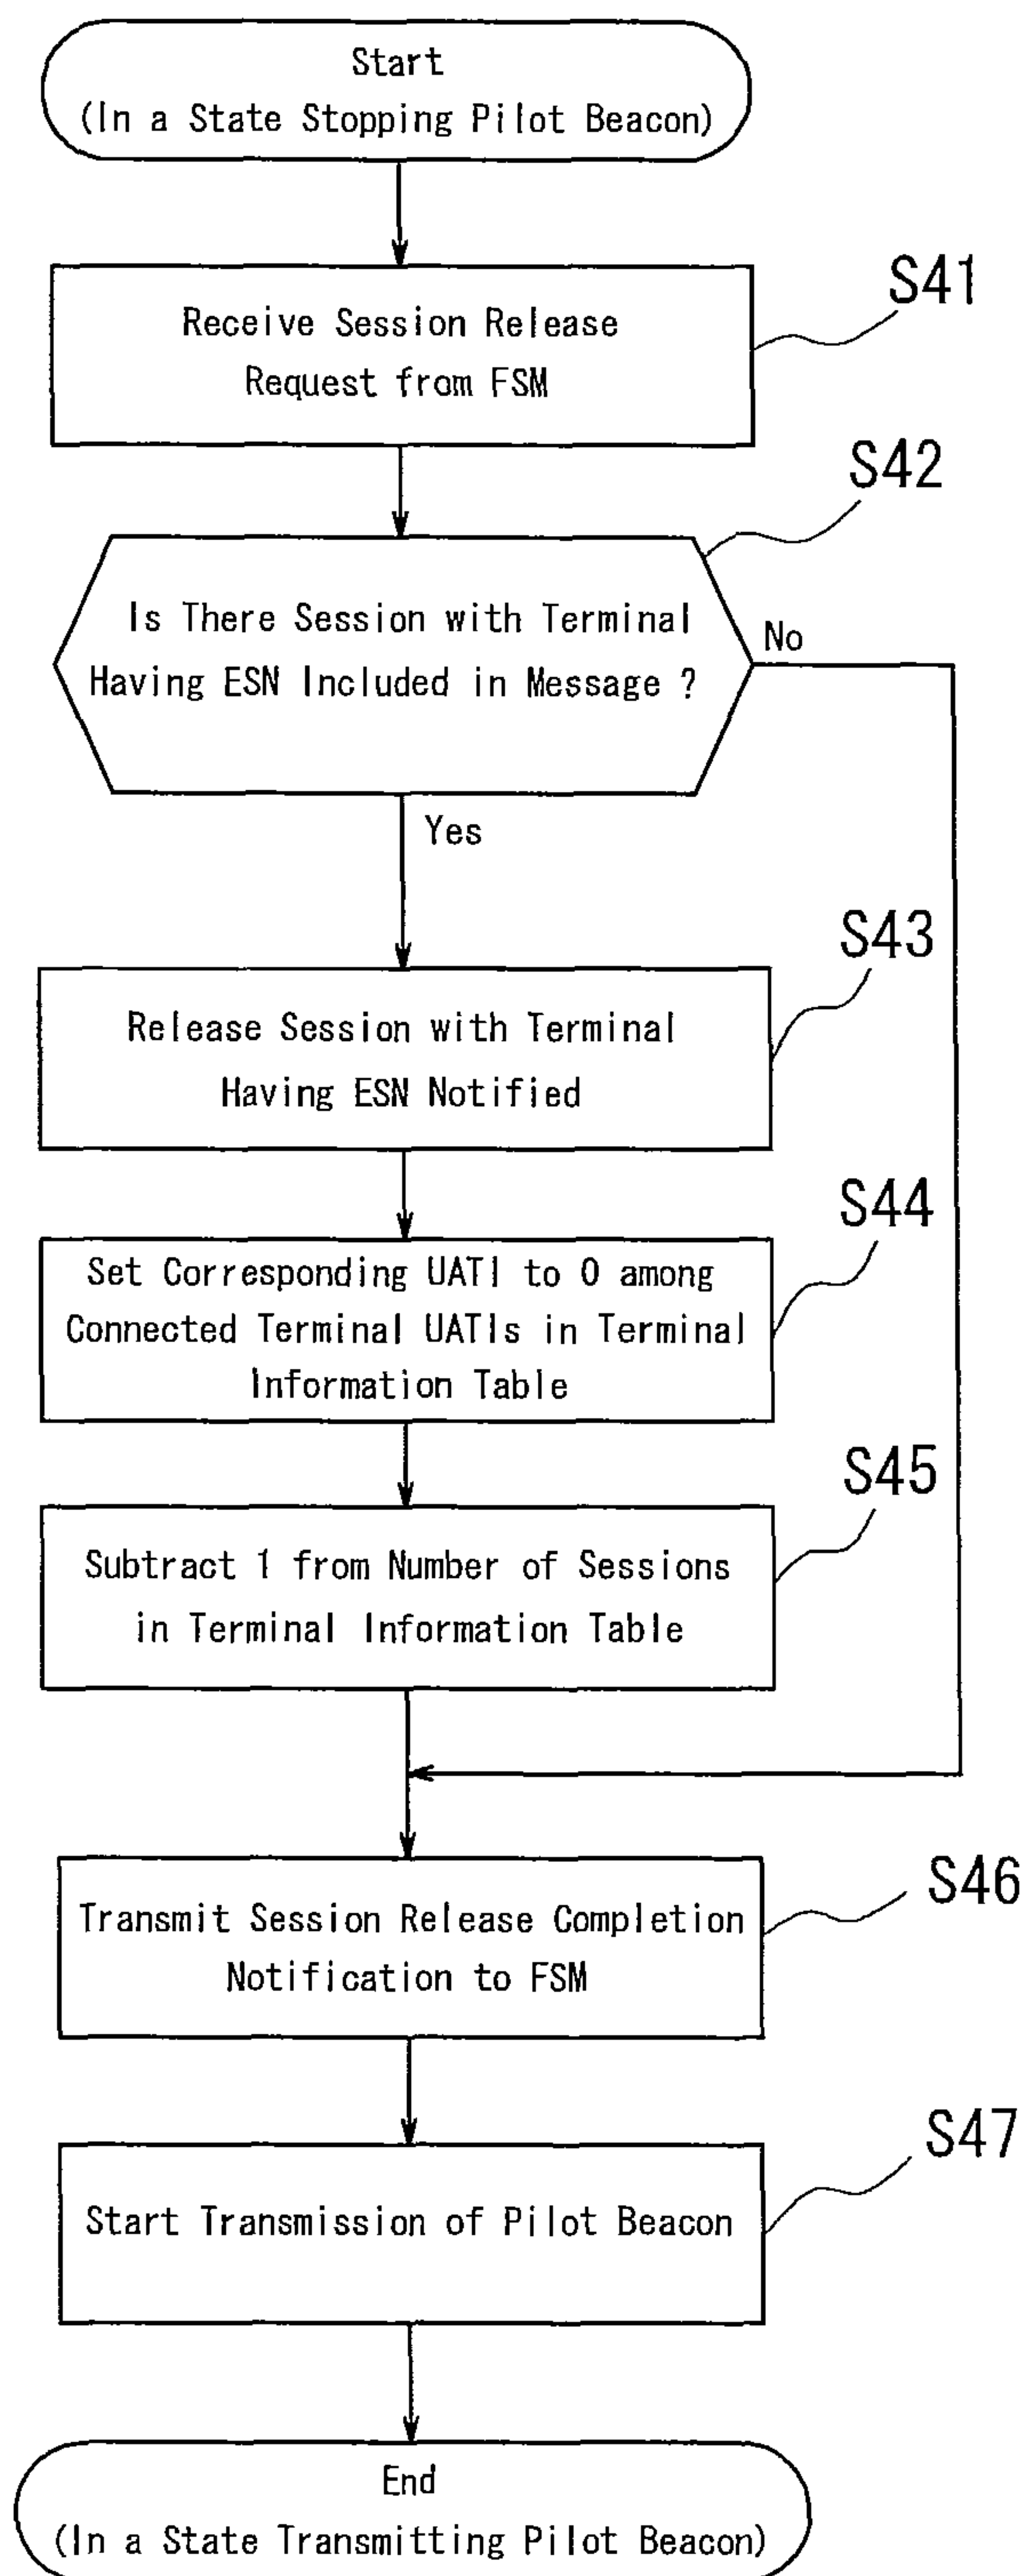 Start
(In a State Stopping Pilot Beacon)
S41
Receive Session Release
Request from FSM
S42
Is There Session with Terminal
Having ESN Included in Message ?
No
Yes
S43
Release Session with Terminal
Having ESN Notified
S44
Set Corresponding UATI to 0 among
Connected Terminal UATIs in Terminal
Information Table
S45
Subtract 1 from Number of Sessions
in Terminal Information Table
S46
Transmit Session Release Completion
Notification to FSM
S47
Start Transmission of Pilot Beacon
End
(In a State Transmitting Pilot Beacon)